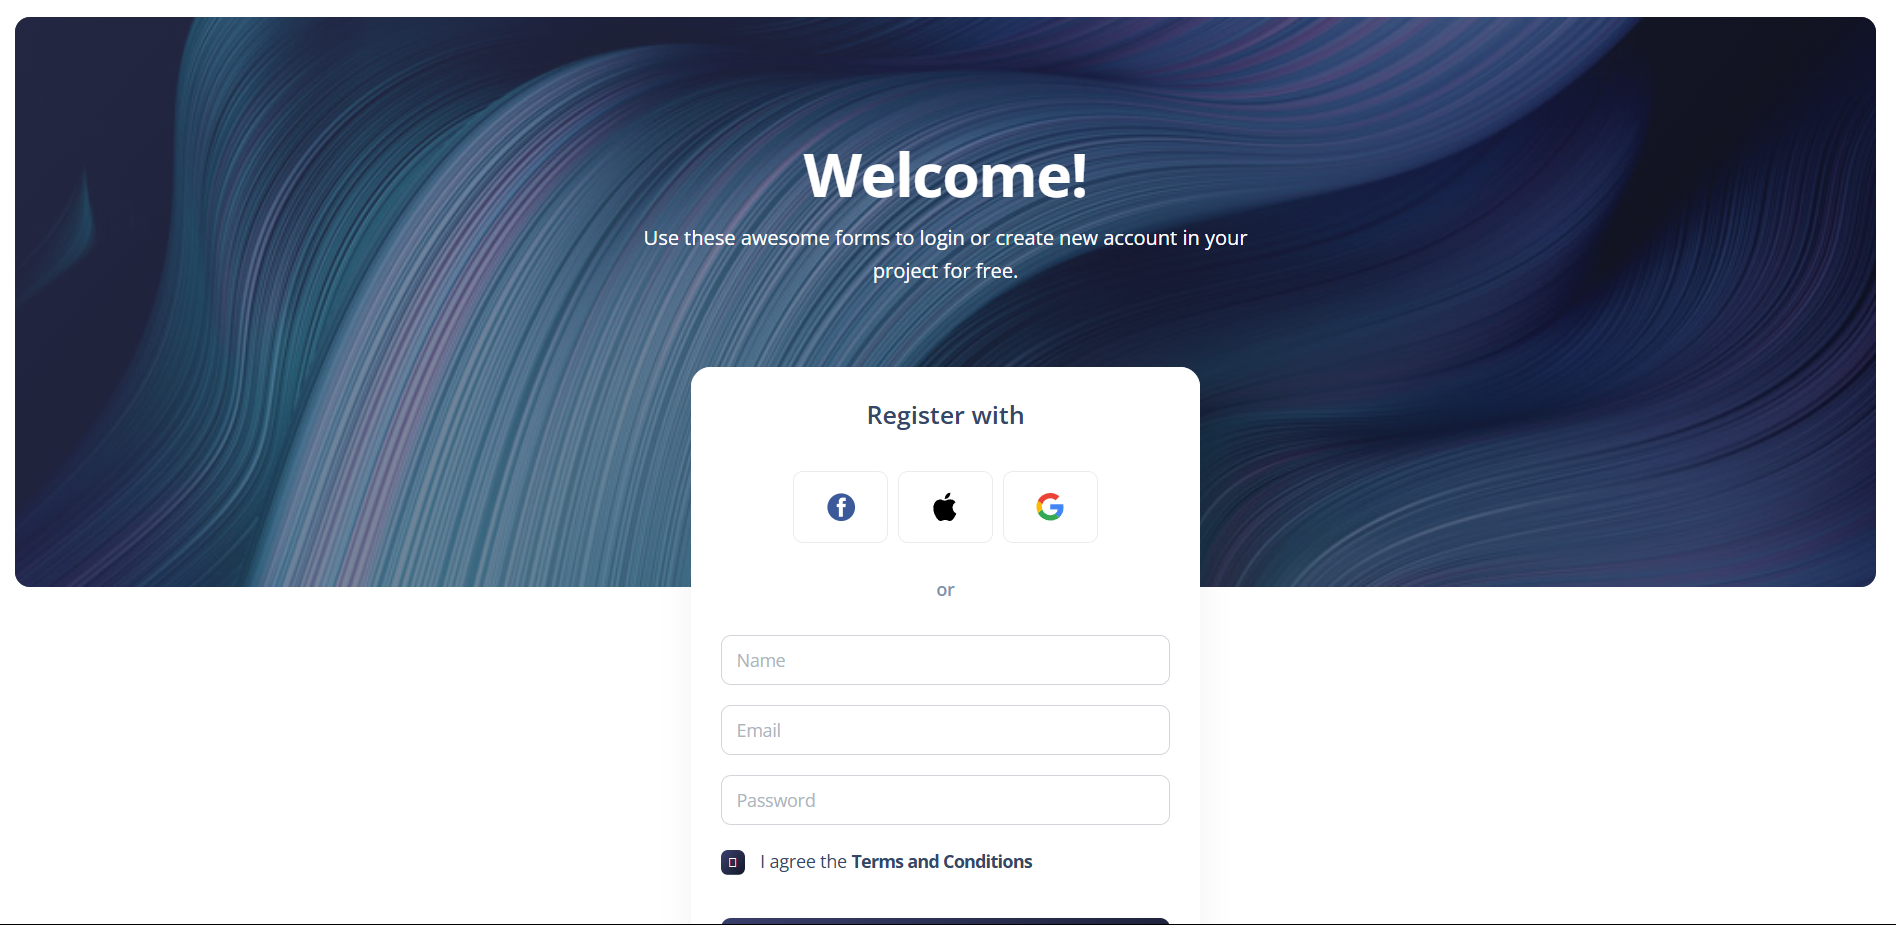 Welcome!
Use these awesome forms to login or create new account in your
project for free.
Register with
or
Name
Email
Password
I agree the Terms and Conditions